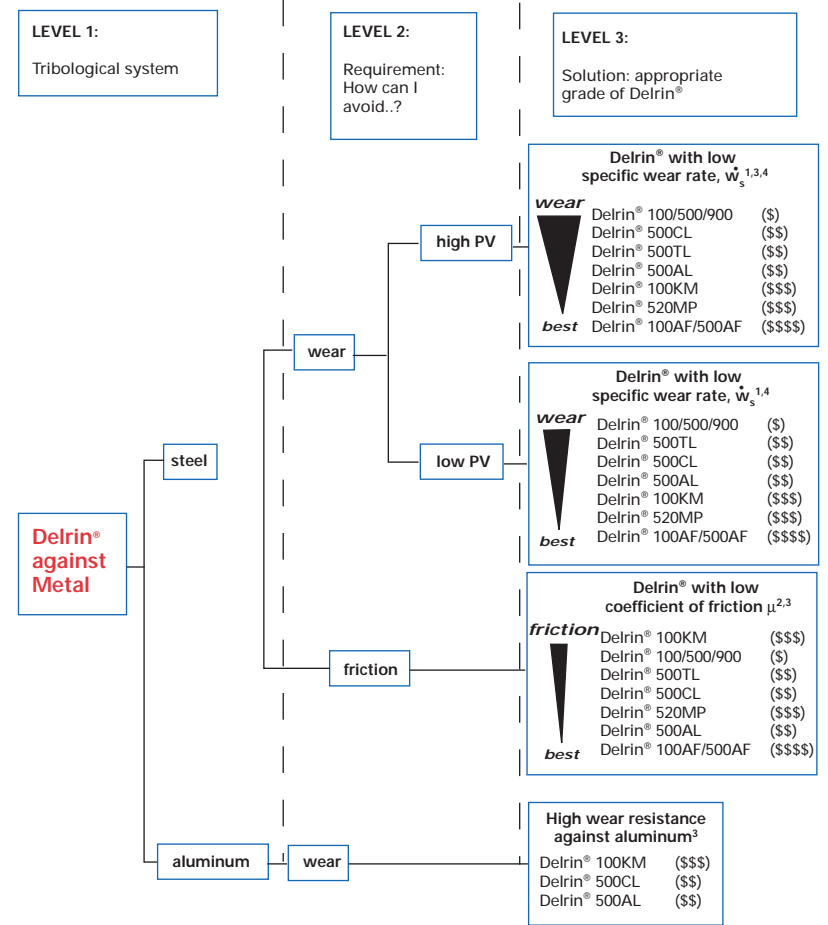 LEVEL 1:
Tribological system
LEVEL 2:
Requirement:
How can I
avoid..?
LEVEL 3:
Solution: appropriate
grade of Delrin®
Delrin® with low
specific wear rate, ẇs1,3,4
wear
Delrin® 100/500/900 ($)
Delrin® 500CL ($$)
Delrin® 500TL ($$)
Delrin® 500AL ($$)
Delrin® 100KM ($$$)
Delrin® 520MP ($$$)
best Delrin® 100AF/500AF ($$$$)
high PV
wear
Delrin® with low
specific wear rate, ẇs1,4
wear
Delrin® 100/500/900 ($)
Delrin® 500TL ($$)
Delrin® 500CL ($$)
Delrin® 500AL ($$)
Delrin® 100KM ($$$)
Delrin® 520MP ($$$)
best Delrin® 100AF/500AF ($$$$)
low PV
steel
Delrin®
against
Metal
Delrin® with low
coefficient of friction µ2,3
friction
Delrin® 100KM ($$$)
Delrin® 100/500/900 ($)
Delrin® 500TL ($$)
Delrin® 500CL ($$)
Delrin® 520MP ($$$)
Delrin® 500AL ($$)
best Delrin® 100AF/500AF ($$$$)
friction
High wear resistance
against aluminum3
Delrin® 100KM ($$$)
Delrin® 500CL ($$)
Delrin® 500AL ($$)
aluminum
wear